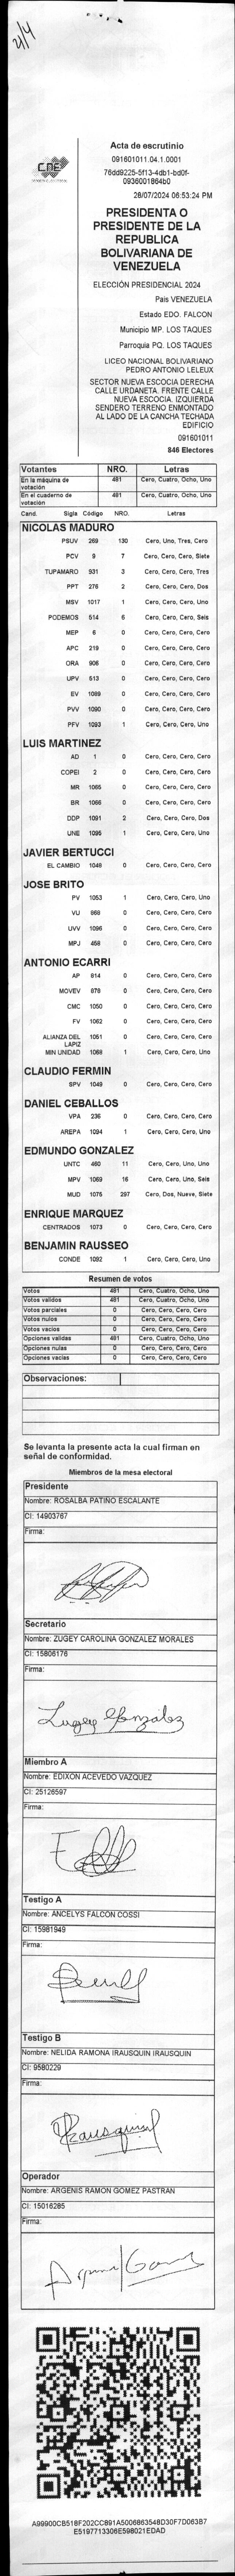 2/4
CNE
Acta de escrutinio
091601011.04.1.0001
76dd9225-5f13-4db1-bd0f-
0936001864b0
28/07/2024 06:53:24 PM
PRESIDENTA O
PRESIDENTE DE LA
REPUBLICA
BOLIVARIANA DE
VENEZUELA
ELECCIÓN PRESIDENCIAL 2024
Pais VENEZUELA
Estado EDO. FALCON
Municipio MP. LOS TAQUES
Parroquia PQ. LOS TAQUES
LICEO NACIONAL BOLIVARIANO
PEDRO ANTONIO LELEUX
SECTOR NUEVA ESCOCIA DERECHA
CALLE URDANETA. FRENTE CALLE
NUEVA ESCOCIA. IZQUIERDA
SENDERO TERRENO ENMONTADO
AL LADO DE LA CANCHA TECHADA
EDIFICIO
091601011
846 Electores
Votantes NRO. Letras
En la máquina de votación 481 Cero, Cuatro, Ocho, Uno
En el cuaderno de votación 481 Cero, Cuatro, Ocho, Uno
Cand. Sigla Código NRO. Letras
NICOLAS MADURO
PSUV 269 130 Cero, Uno, Tres, Cero
PCV 9 7 Cero, Cero, Cero, Siete
TUPAMARO 931 3 Cero, Cero, Cero, Tres
PPT 276 2 Cero, Cero, Cero, Dos
MSV 1017 1 Cero, Cero, Cero, Uno
PODEMOS 514 6 Cero, Cero, Cero, Seis
MEP 6 0 Cero, Cero, Cero, Cero
APC 219 0 Cero, Cero, Cero, Cero
ORA 906 0 Cero, Cero, Cero, Cero
UPV 513 0 Cero, Cero, Cero, Cero
EV 1089 0 Cero, Cero, Cero, Cero
PVV 1090 0 Cero, Cero, Cero, Cero
PFV 1093 1 Cero, Cero, Cero, Uno
LUIS MARTINEZ
AD 1 0 Cero, Cero, Cero, Cero
COPEI 2 0 Cero, Cero, Cero, Cero
MR 1065 0 Cero, Cero, Cero, Cero
BR 1066 0 Cero, Cero, Cero, Cero
DDP 1091 2 Cero, Cero, Cero, Dos
UNE 1095 1 Cero, Cero, Cero, Uno
JAVIER BERTUCCI
EL CAMBIO 1048 0 Cero, Cero, Cero, Cero
JOSE BRITO
PV 1053 1 Cero, Cero, Cero, Uno
VU 868 0 Cero, Cero, Cero, Cero
UVV 1096 0 Cero, Cero, Cero, Cero
MPJ 458 0 Cero, Cero, Cero, Cero
ANTONIO ECARRI
AP 814 0 Cero, Cero, Cero, Cero
MOVEV 878 0 Cero, Cero, Cero, Cero
CMC 1050 0 Cero, Cero, Cero, Cero
FV 1062 0 Cero, Cero, Cero, Cero
ALIANZA DEL LAPIZ 1051 0 Cero, Cero, Cero, Cero
MIN UNIDAD 1068 1 Cero, Cero, Cero, Uno
CLAUDIO FERMIN
SPV 1049 0 Cero, Cero, Cero, Cero
DANIEL CEBALLOS
VPA 236 0 Cero, Cero, Cero, Cero
AREPA 1094 1 Cero, Cero, Cero, Uno
EDMUNDO GONZALEZ
UNTC 460 11 Cero, Cero, Uno, Uno
MPV 1069 16 Cero, Cero, Uno, Seis
MUD 1075 297 Cero, Dos, Nueve, Siete
ENRIQUE MARQUEZ
CENTRADOS 1073 0 Cero, Cero, Cero, Cero
BENJAMIN RAUSSEO
CONDE 1092 1 Cero, Cero, Cero, Uno
Resumen de votos
Votos 481 Cero, Cuatro, Ocho, Uno
Votos validos 481 Cero, Cuatro, Ocho, Uno
Votos parciales 0 Cero, Cero, Cero, Cero
Votos nulos 0 Cero, Cero, Cero, Cero
Votos vacios 0 Cero, Cero, Cero, Cero
Opciones validas 481 Cero, Cuatro, Ocho, Uno
Opciones nulas 0 Cero, Cero, Cero, Cero
Opciones vacias 0 Cero, Cero, Cero, Cero
Observaciones:
Se levanta la presente acta la cual firman en
señal de conformidad.
Miembros de la mesa electoral
Presidente
Nombre: ROSALBA PATIÑO ESCALANTE
CI: 14903767
Firma:
Secretario
Nombre: ZUGEY CAROLINA GONZALEZ MORALES
CI: 15806176
Firma:
Zugey González
Miembro A
Nombre: EDIXON ACEVEDO VAZQUEZ
CI: 25126597
Firma:
Testigo A
Nombre: ANCELYS FALCON COSSI
CI: 15981949
Firma:
Testigo B
Nombre: NELIDA RAMONA IRAUSQUIN IRAUSQUIN
CI: 9580229
Firma:
Operador
Nombre: ARGENIS RAMON GOMEZ PASTRAN
CI: 15016285
Firma:
A99900CB518F202CC891A5006863548D30F7D063B7
E5197713306E598021EDAD